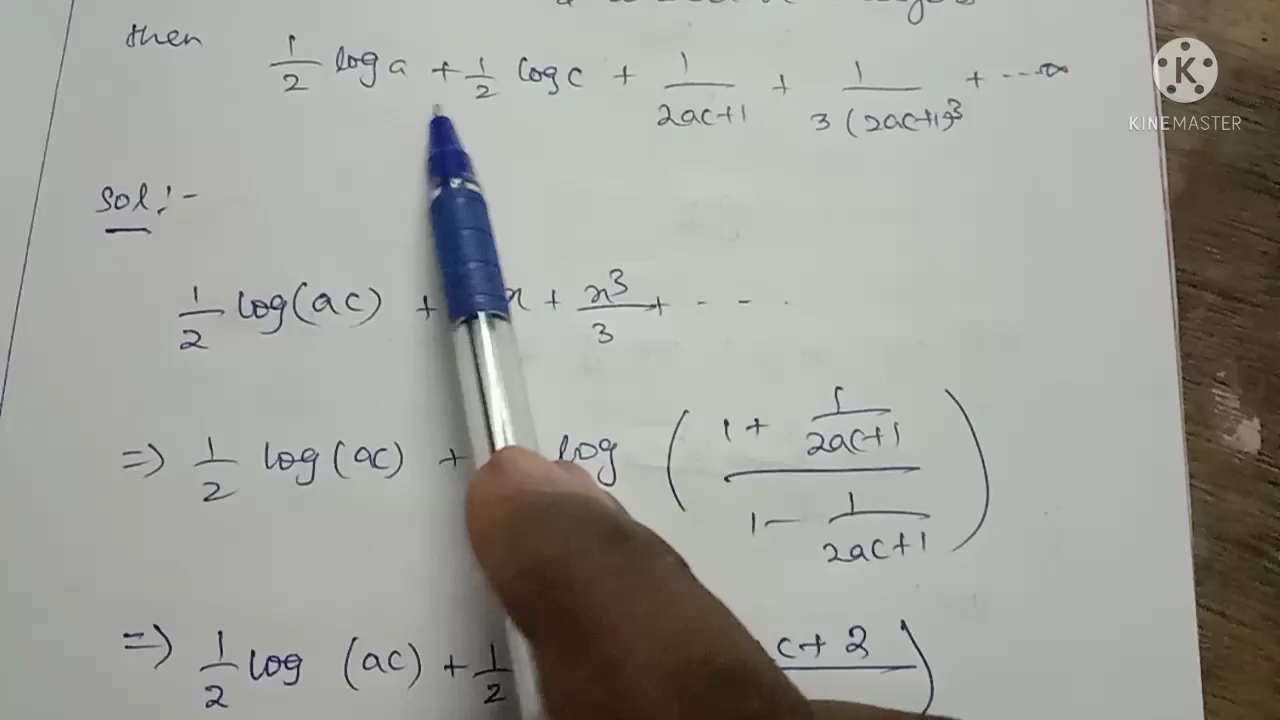 then 1/2 log a + 1/2 log c + 1/(2ac+1) + 1/(3(2ac+1)^3) + ---∞
K
KINEMASTER
Sol:-
1/2 log(ac) + x + x^3/3 + - - -
=> 1/2 log(ac) + log ((1 + 1/(2ac+1))/(1 - 1/(2ac+1)))
=> 1/2 log (ac) + 1/2 c + 2